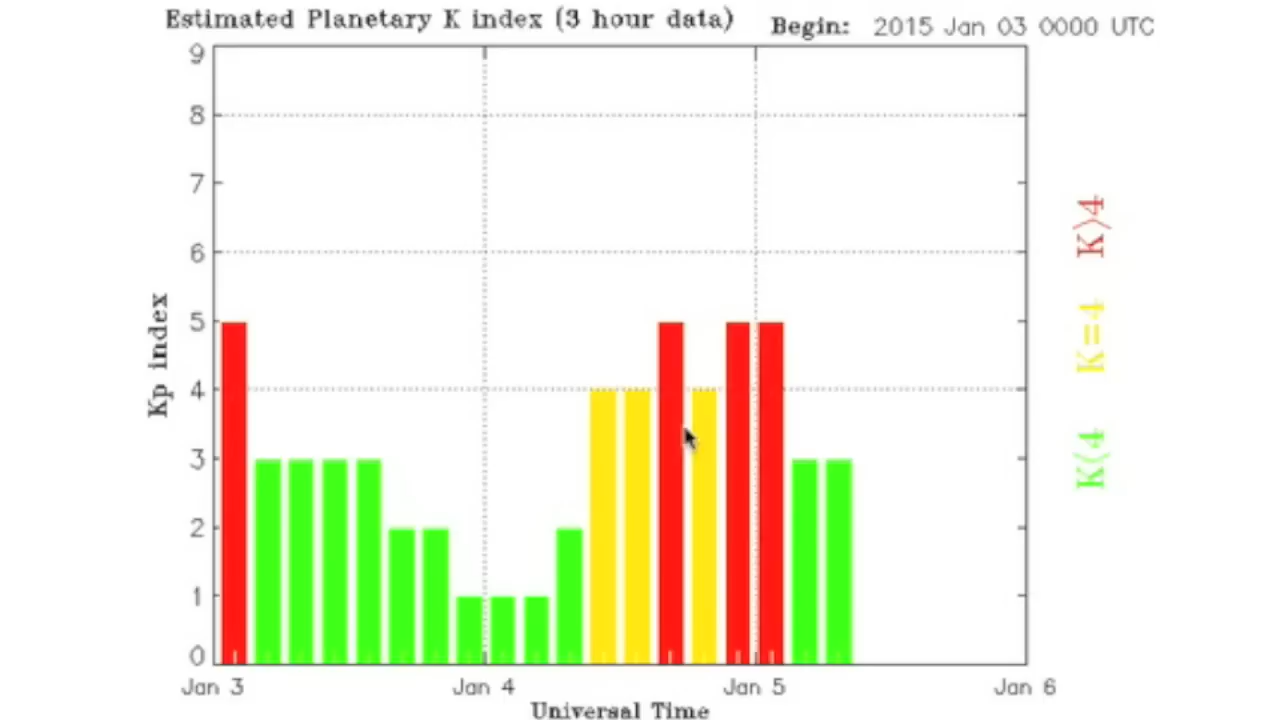 Estimated Planetary K index (3 hour data)
Begin: 2015 Jan 03 0000 UTC
9
8
7
6
5
4
3
2
1
0
Kp index
Jan 3
Jan 4
Jan 5
Jan 6
Universal Time
K>4
K=4
K<4